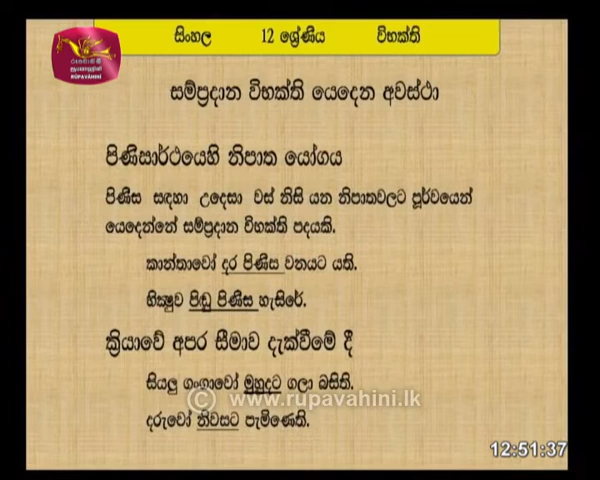 සිංහල 12 ශ්‍රේණිය විභක්ති
රූපවාහිනී
RUPAVAHINI
සම්ප්‍රදාන විභක්ති යෙදෙන අවස්ථා
පිණිසාර්ථයෙහි නිපාත යෝගය
පිණිස සඳහා උදෙසා වස් නිසි යන නිපාතවලට පූර්වයෙන්
යෙදෙන්නේ සම්ප්‍රදාන විභක්ති පදයකි.
කාන්තාවෝ දර පිණිස වනයට යති.
භික්‍ෂුව පිඬු පිණිස හැසිරේ.
ක්‍රියාවේ අපර සීමාව දැක්වීමේ දී
සියලු ගංගාවෝ මුහුදට ගලා බසිති.
© www.rupavahini.lk
දරුවෝ නිවසට පැමිණෙති.
12:51:37